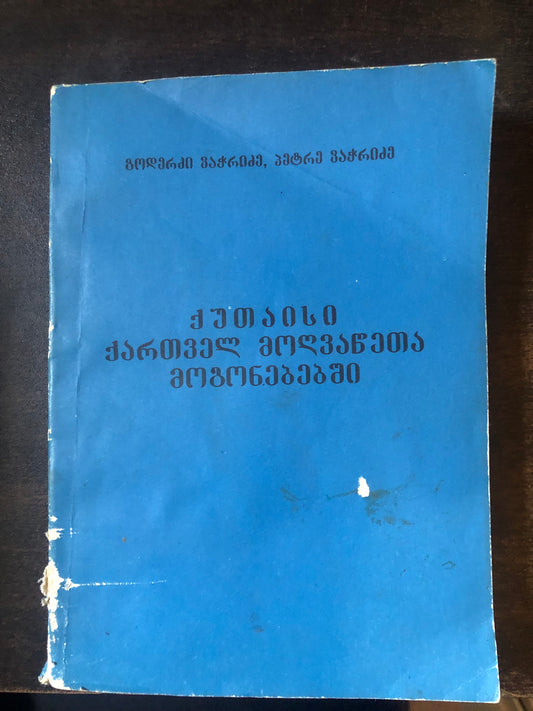 გოდერძი ვაჭრიძე, პეტრე ვაჭრიძე
ქუთაისი
ქართველ მოღვაწეთა
მოგონებებში